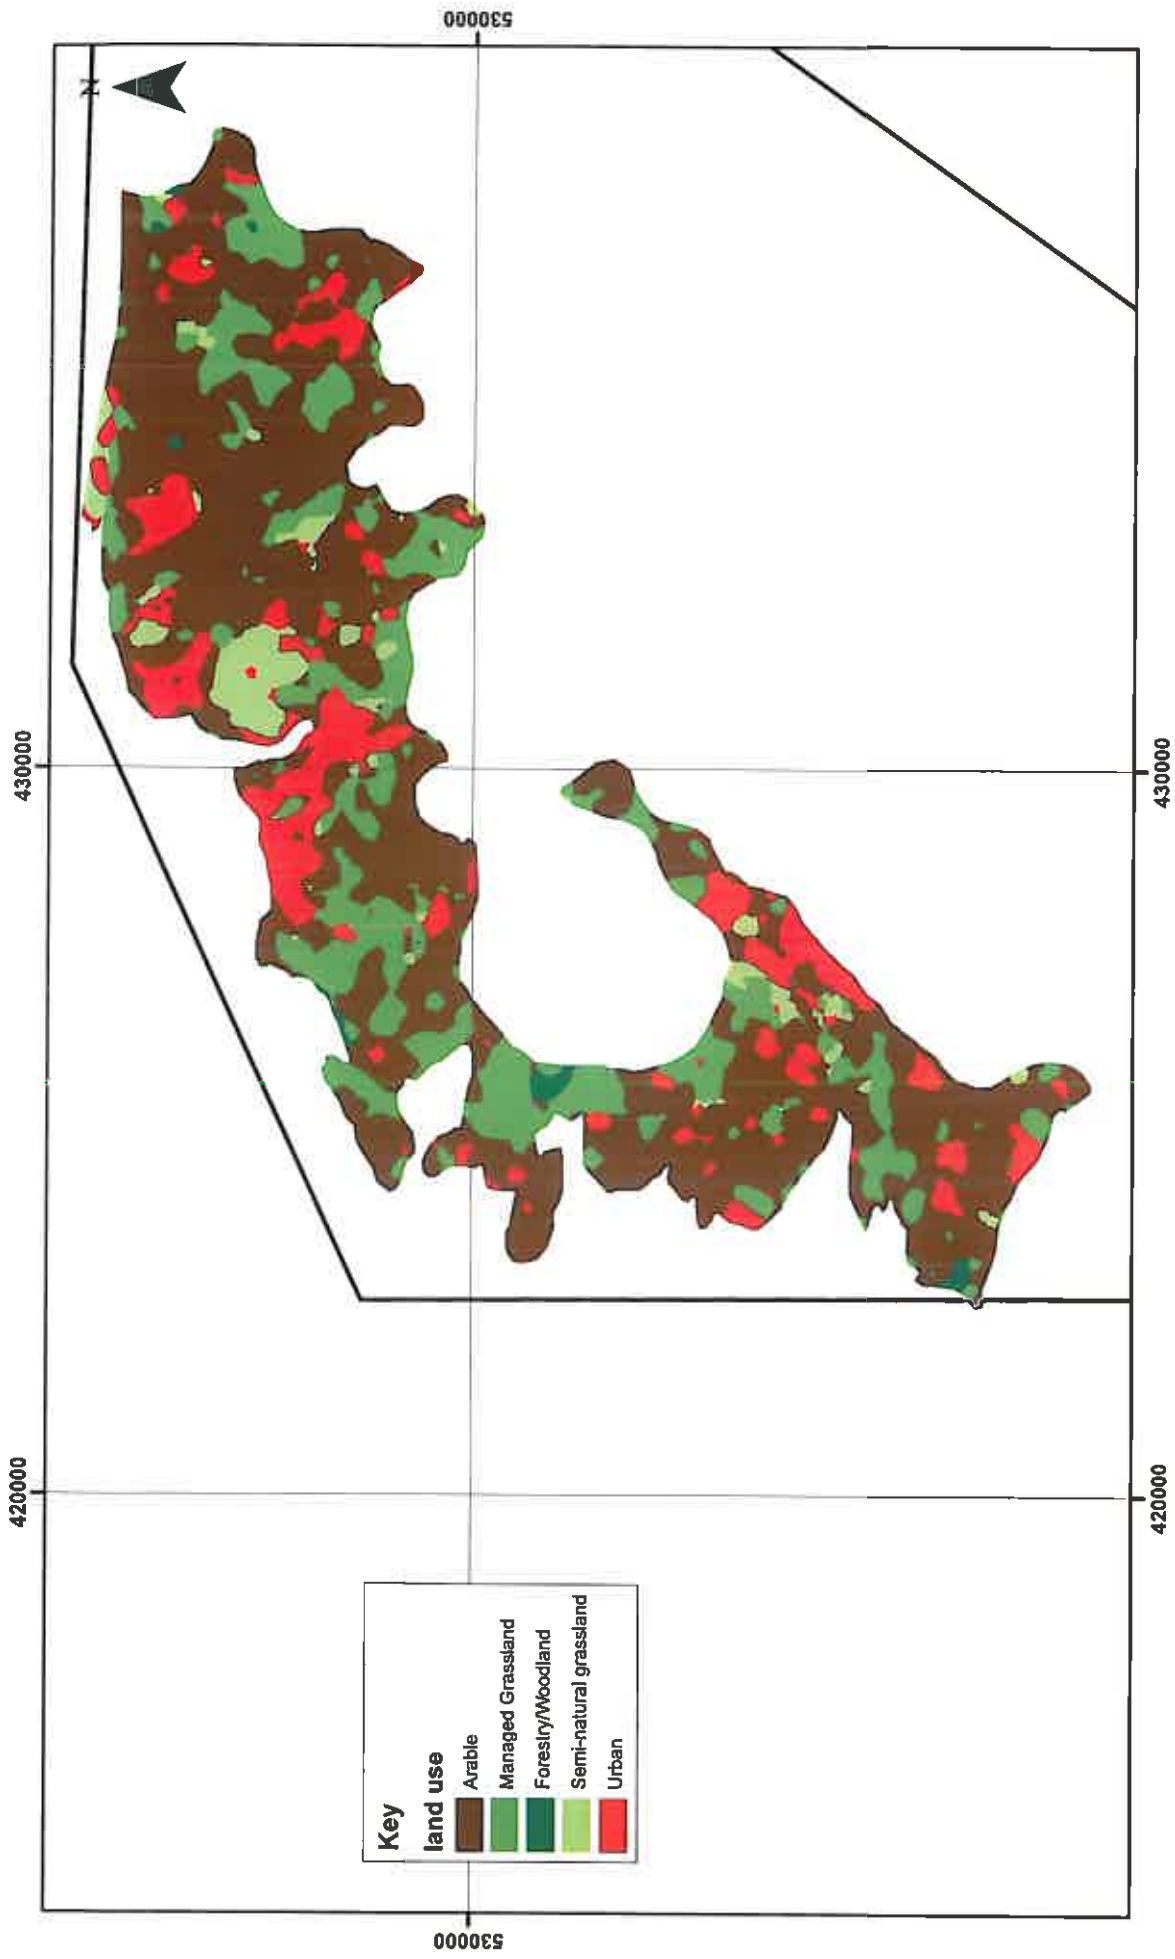 530000
N
430000
430000
420000
420000
Key
land use
Arable
Managed Grassland
Forestry/Woodland
Semi-natural grassland
Urban
530000